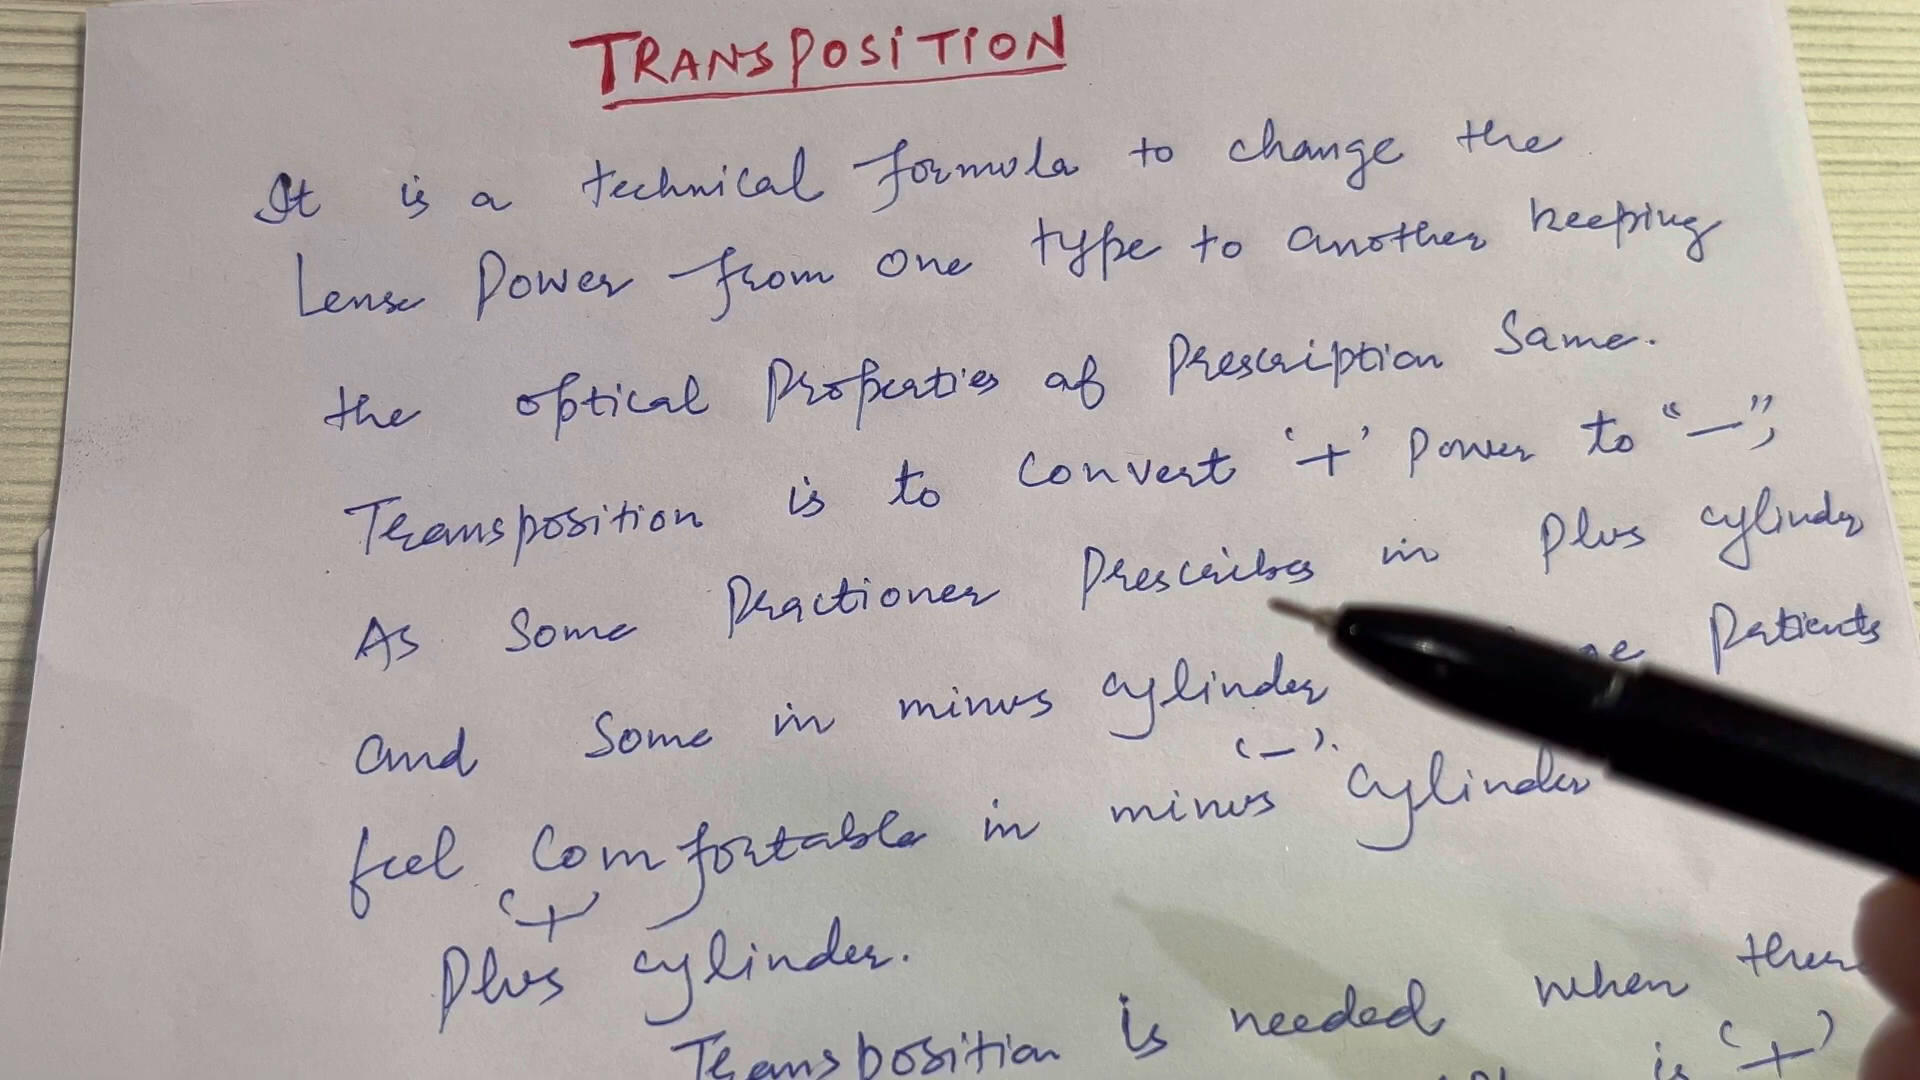 TRANSPOSITION
It is a technical formula to change the
Lense Power from one type to another keeping
the optical Properties of Prescription Same.
Transposition is to convert '+' Power to "—",
As Some Practioner Prescribes in Plus cylinder
and Some in minus cylinder Patients
(-).
feel Comfortable in minus Cylinder
(+)
Plus cylinder.
Transposition is needed when there
is (+)